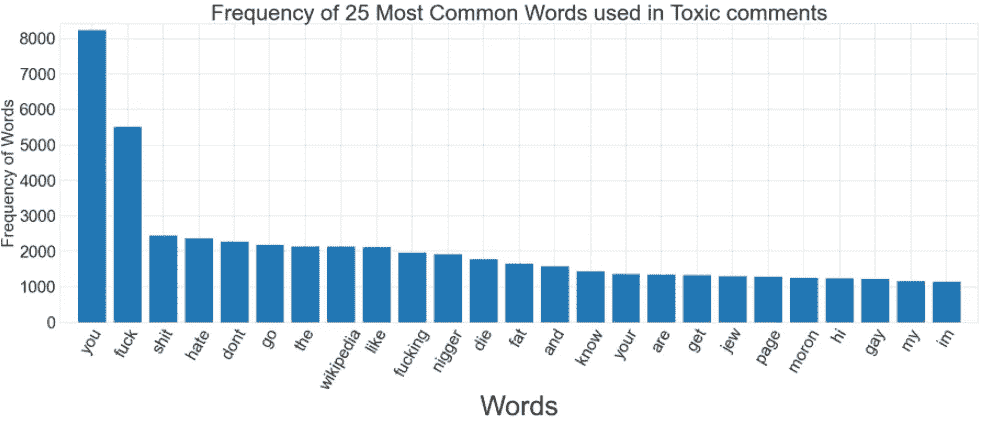 Frequency of 25 Most Common Words used in Toxic comments
Frequency of Words
8000
7000
6000
5000
4000
3000
2000
1000
0
you fuck shit hate dont go the wikipedia like fucking nigger die fat and know your are get jew page moron hi gay my im
Words